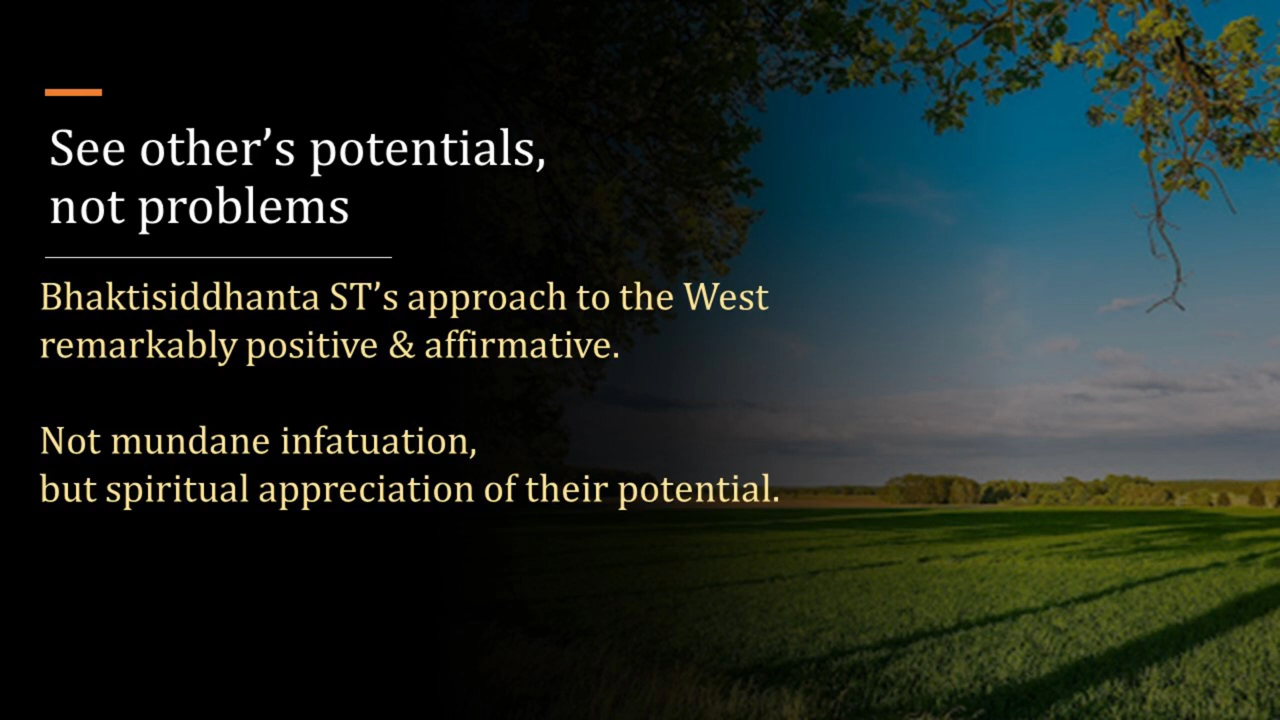 See other’s potentials,
not problems
Bhaktisiddhanta ST’s approach to the West
remarkably positive & affirmative.
Not mundane infatuation,
but spiritual appreciation of their potential.